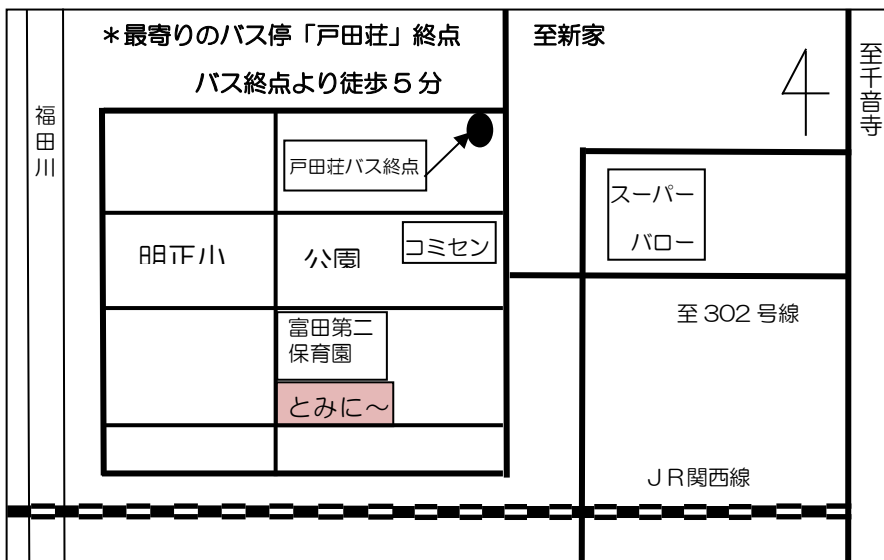 ＊最寄りのバス停「戸田荘」終点
バス終点より徒歩５分
至新家
至千音寺
福田川
戸田荘バス終点
スーパー
バロー
明正小
公園
コミセン
至302号線
富田第二
保育園
とみに～
ＪＲ関西線